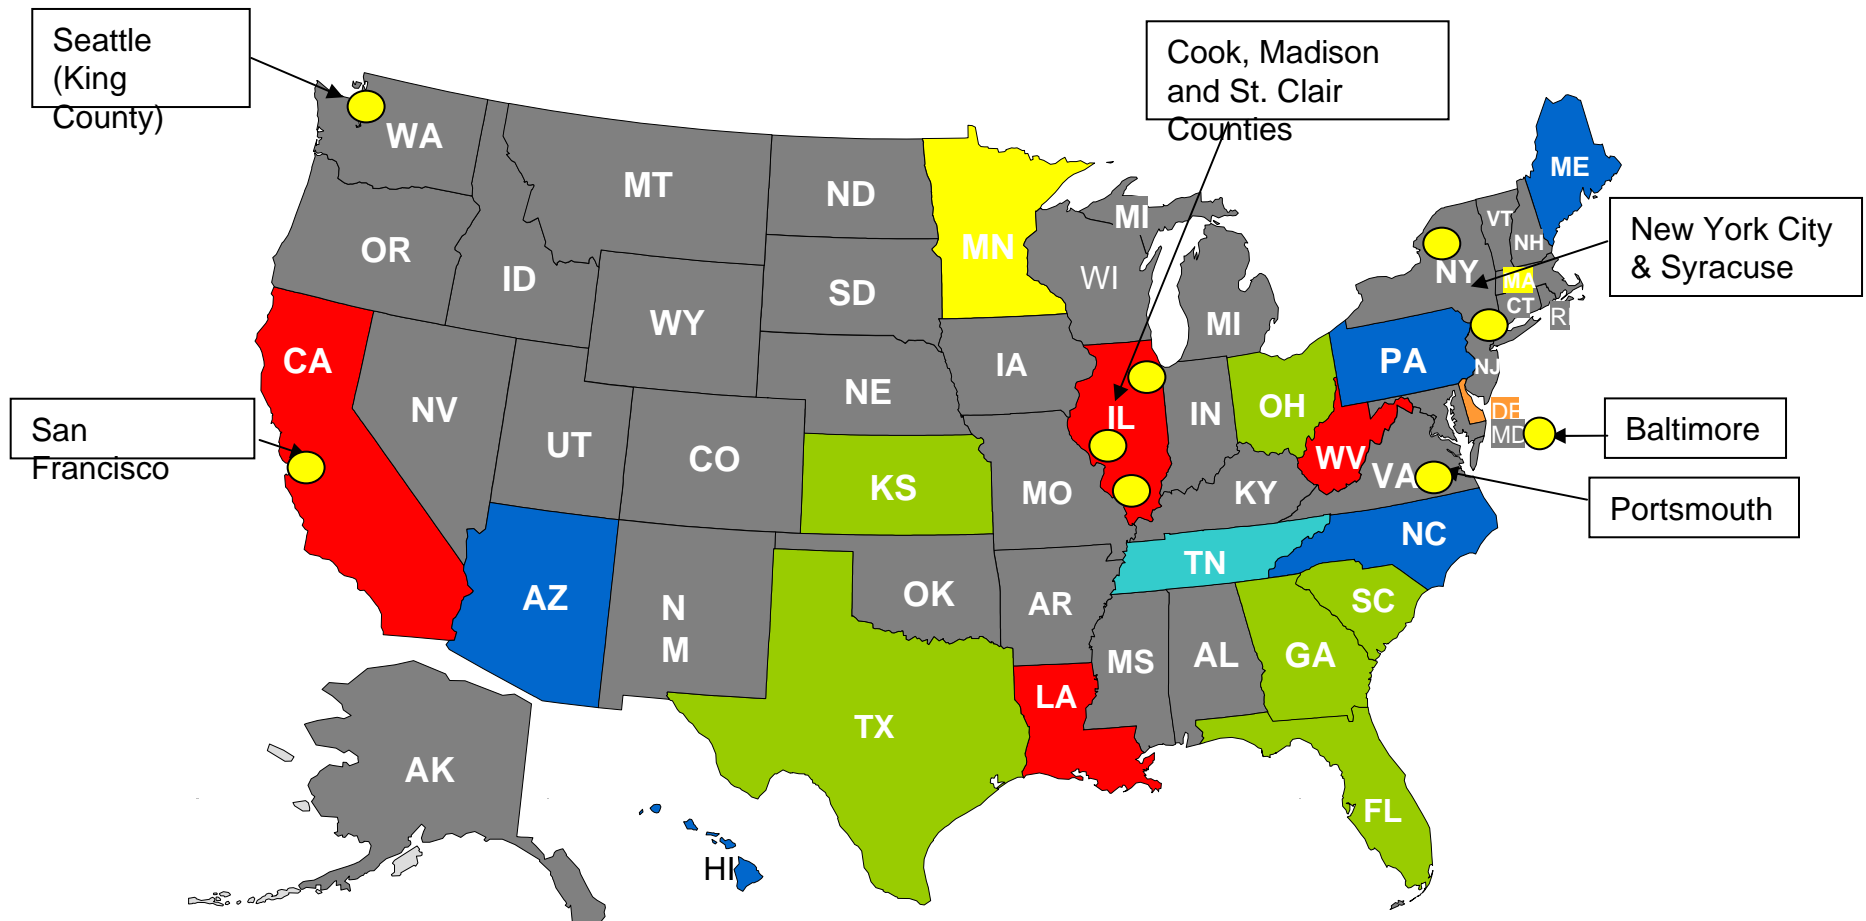 Seattle
(King
County)
Cook, Madison
and St. Clair
Counties
WA
MT
ND
MN
MI
WI
ME
VT
NH
New York City
& Syracuse
OR
ID
SD
WY
NY
MA
CT
RI
MI
CA
NV
UT
CO
NE
IA
IL
IN
OH
PA
NJ
DE
MD
Baltimore
San
Francisco
KS
MO
KY
WV
VA
Portsmouth
AZ
N
M
OK
AR
TN
NC
SC
MS
AL
GA
LA
TX
FL
AK
HI